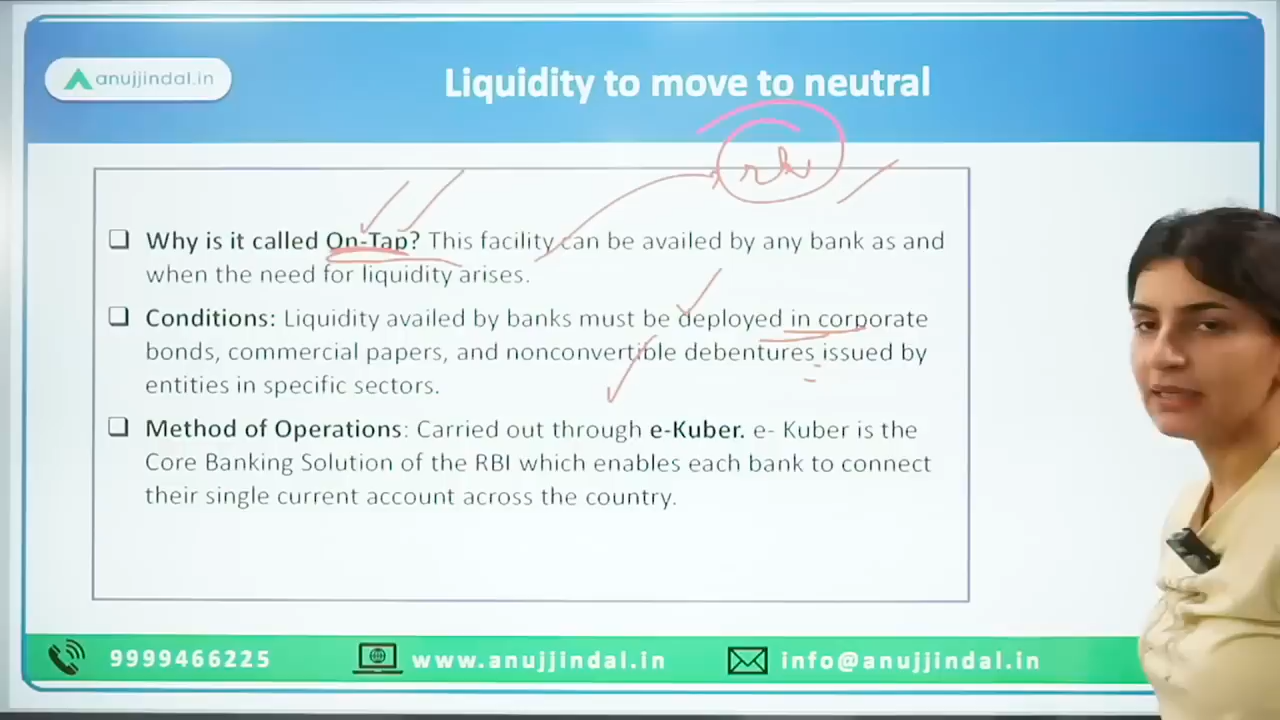 anujjindal.in
Liquidity to move to neutral
❑ Why is it called On-Tap? This facility can be availed by any bank as and
when the need for liquidity arises.
❑ Conditions: Liquidity availed by banks must be deployed in corporate
bonds, commercial papers, and nonconvertible debentures issued by
entities in specific sectors.
❑ Method of Operations: Carried out through e-Kuber. e- Kuber is the
Core Banking Solution of the RBI which enables each bank to connect
their single current account across the country.
9999466225 www.anujjindal.in info@anujjindal.in